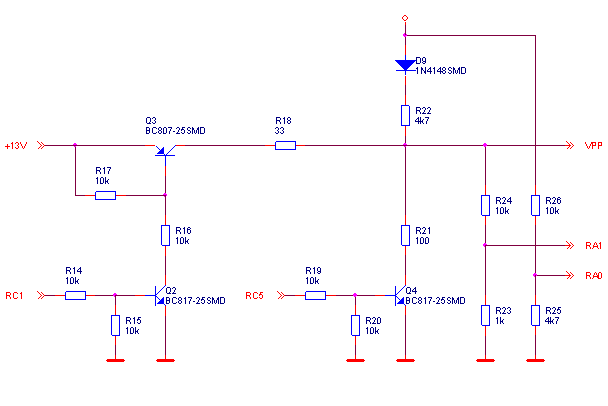 D9
1N4148SMD
R22
4k7
Q3
BC807-25SMD
R18
33
+13V
VPP
R17
10k
R24
10k
R26
10k
R16
10k
R21
100
RA1
R14
10k
R19
10k
RA0
RC1
Q2
BC817-25SMD
RC5
Q4
BC817-25SMD
R15
10k
R20
10k
R23
1k
R25
4k7